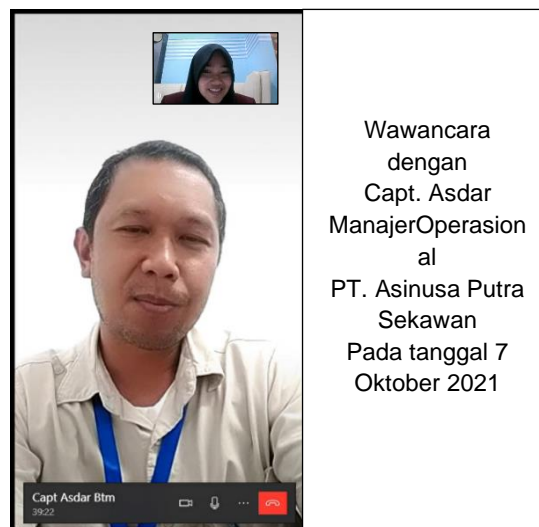 Capt Asdar Btm
39:22
Wawancara
dengan
Capt. Asdar
ManajerOperasion
al
PT. Asinusa Putra
Sekawan
Pada tanggal 7
Oktober 2021